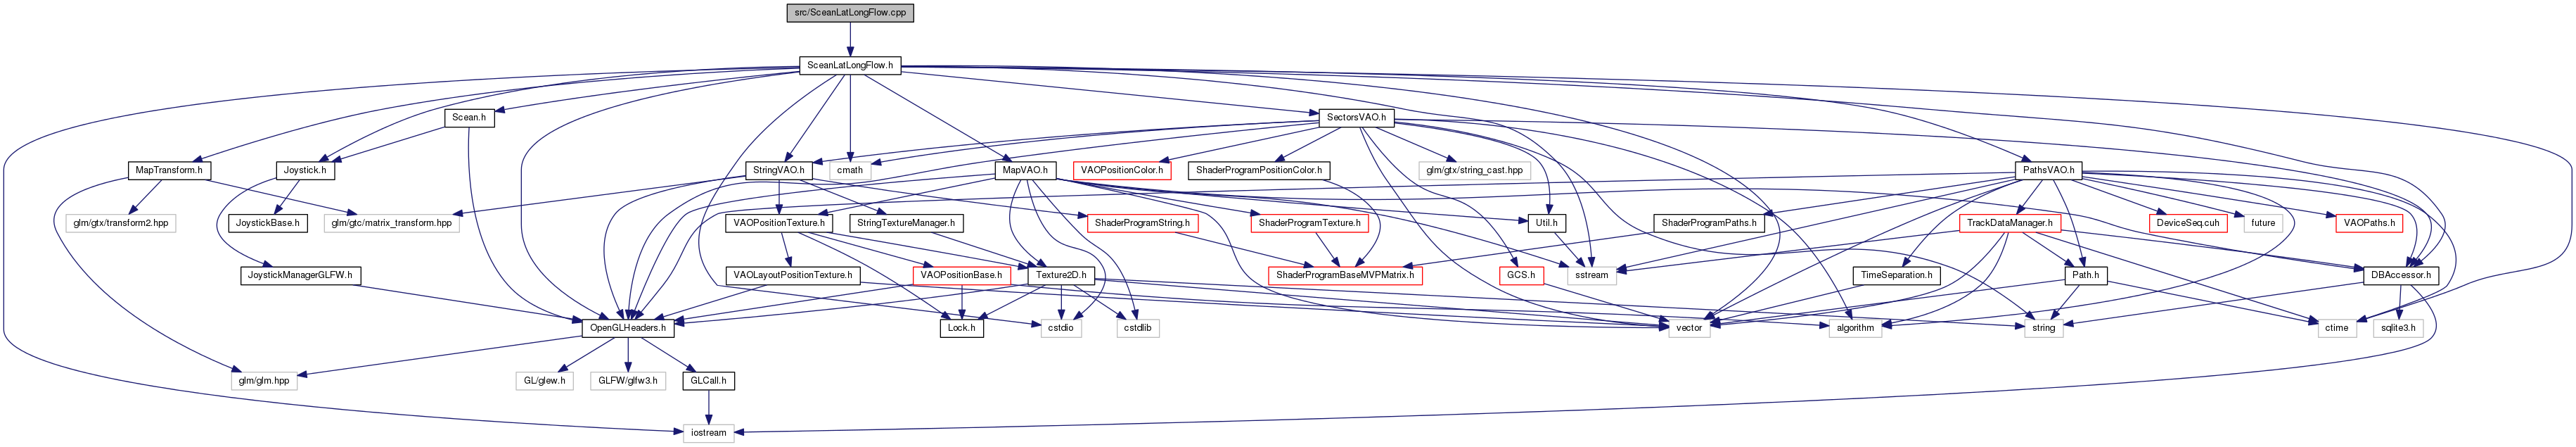 src/SceanLatLongFlow.cpp
SceanLatLongFlow.h
Scean.h
SectorsVAO.h
MapTransform.h
Joystick.h
StringVAO.h
cmath
MapVAO.h
VAOPositionColor.h
ShaderProgramPositionColor.h
glm/gtx/string_cast.hpp
PathsVAO.h
glm/gtx/transform2.hpp
JoystickBase.h
glm/gtc/matrix_transform.hpp
VAOPositionTexture.h
StringTextureManager.h
ShaderProgramString.h
ShaderProgramTexture.h
Util.h
ShaderProgramPaths.h
TrackDataManager.h
DeviceSeq.cuh
future
VAOPaths.h
JoystickManagerGLFW.h
VAOLayoutPositionTexture.h
VAOPositionBase.h
Texture2D.h
ShaderProgramBaseMVPMatrix.h
GCS.h
sstream
TimeSeparation.h
Path.h
DBAccessor.h
OpenGLHeaders.h
Lock.h
cstdio
cstdlib
vector
algorithm
string
ctime
sqlite3.h
glm/glm.hpp
GL/glew.h
GLFW/glfw3.h
GLCall.h
iostream